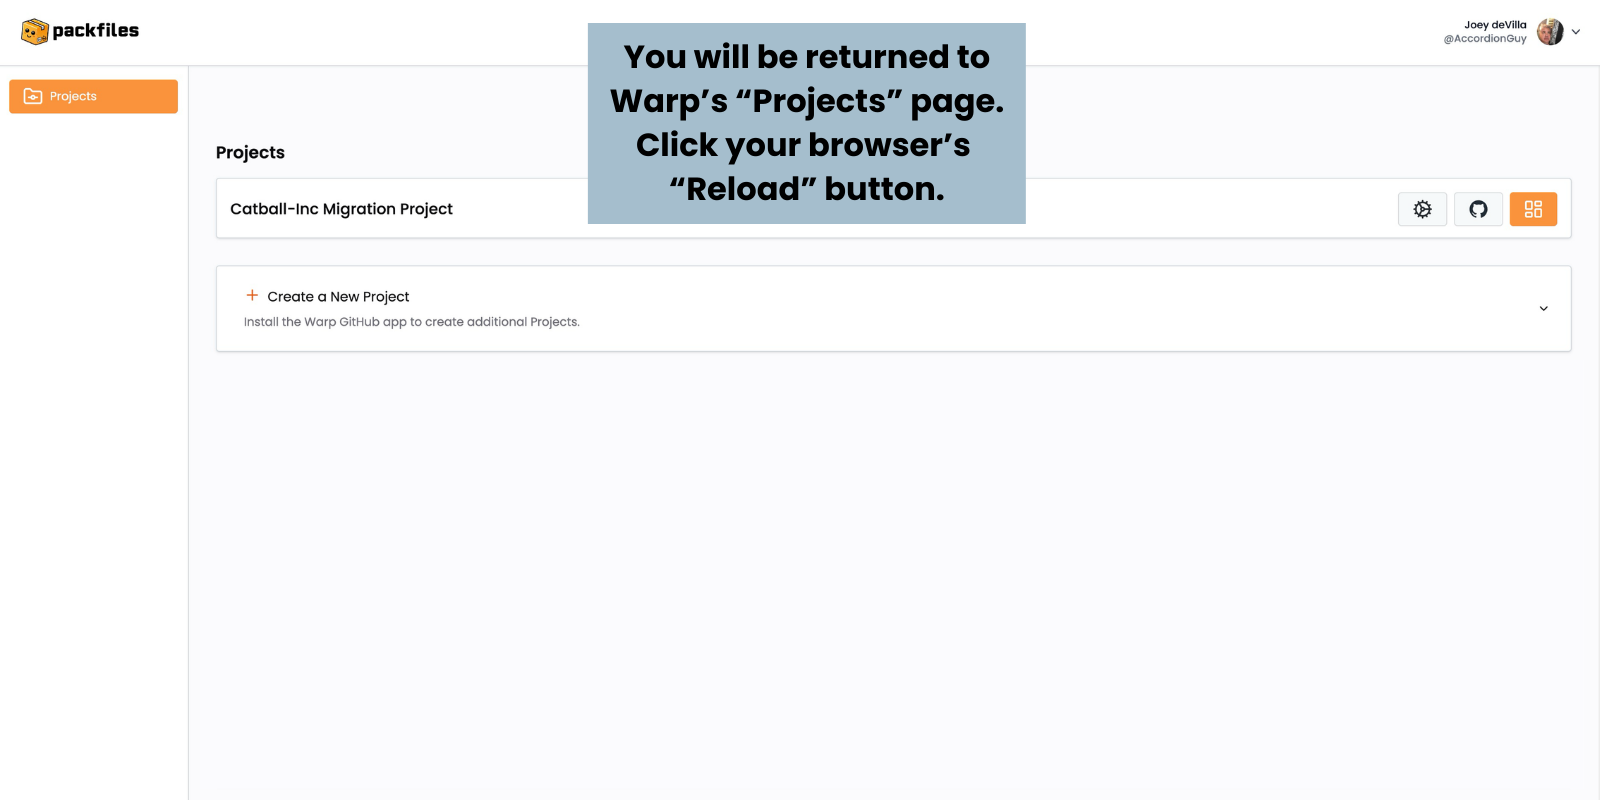 packfiles
You will be returned to
Warp’s “Projects” page.
Click your browser’s
“Reload” button.
Joey deVilla
@AccordionGuy
Projects
Projects
Catball-Inc Migration Project
Create a New Project
Install the Warp GitHub app to create additional Projects.